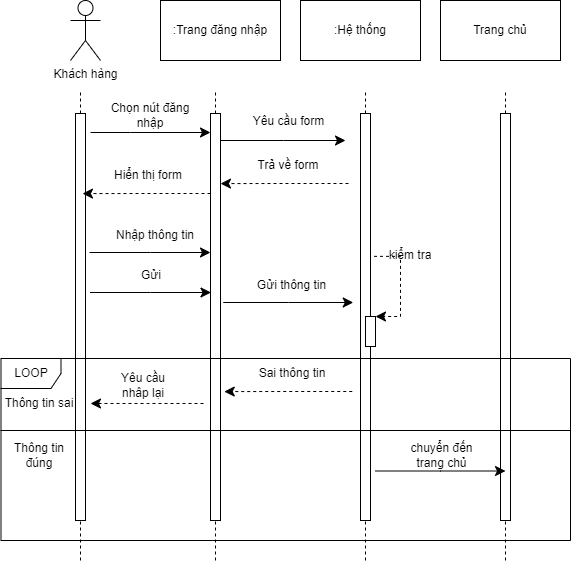 :Trang đăng nhập
:Hệ thống
Trang chủ
Khách hàng
Chọn nút đăng
nhập
Yêu cầu form
Trả về form
Hiển thị form
Nhập thông tin
kiểm tra
Gửi
Gửi thông tin
LOOP
Sai thông tin
Yêu cầu
nhâp lại
Thông tin sai
Thông tin
đúng
chuyển đến
trang chủ